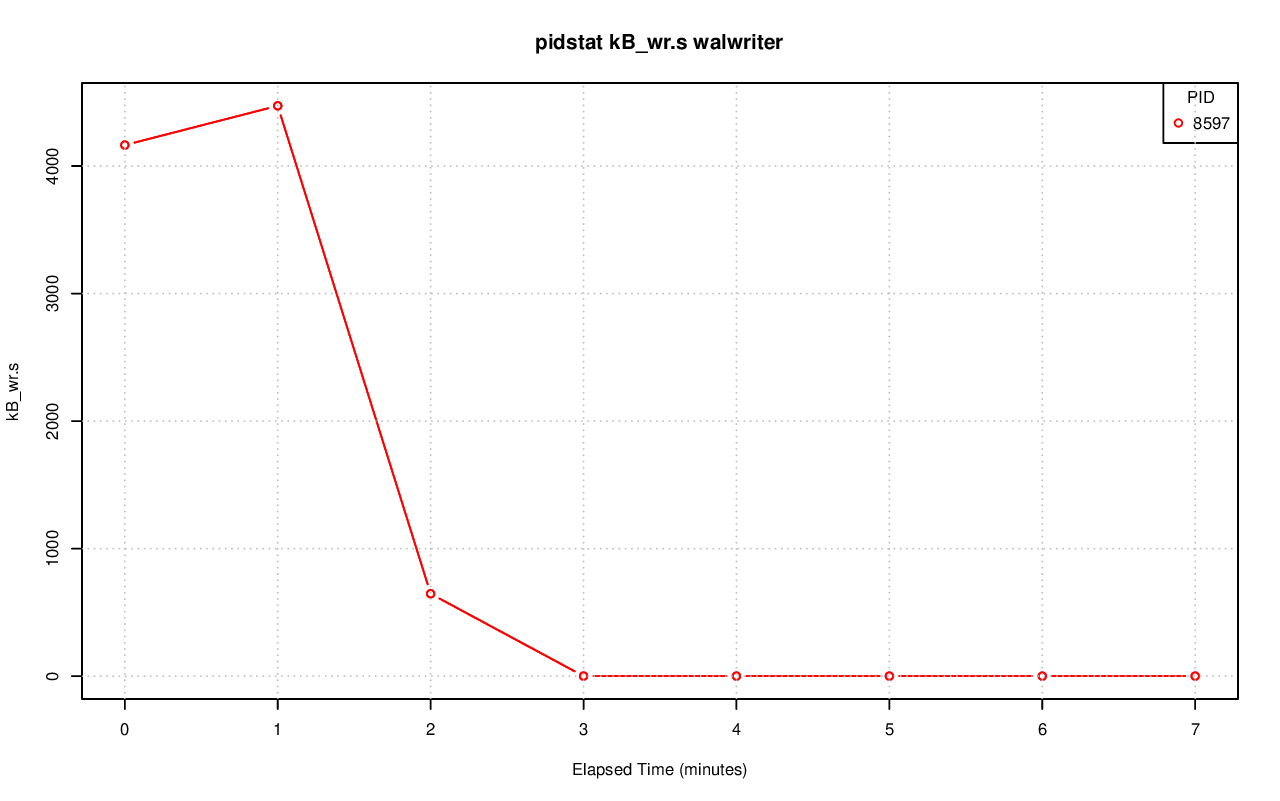 pidstat kB_wr.s walwriter
PID
8597
kB_wr.s
4000
3000
2000
1000
0
0 1 2 3 4 5 6 7
Elapsed Time (minutes)